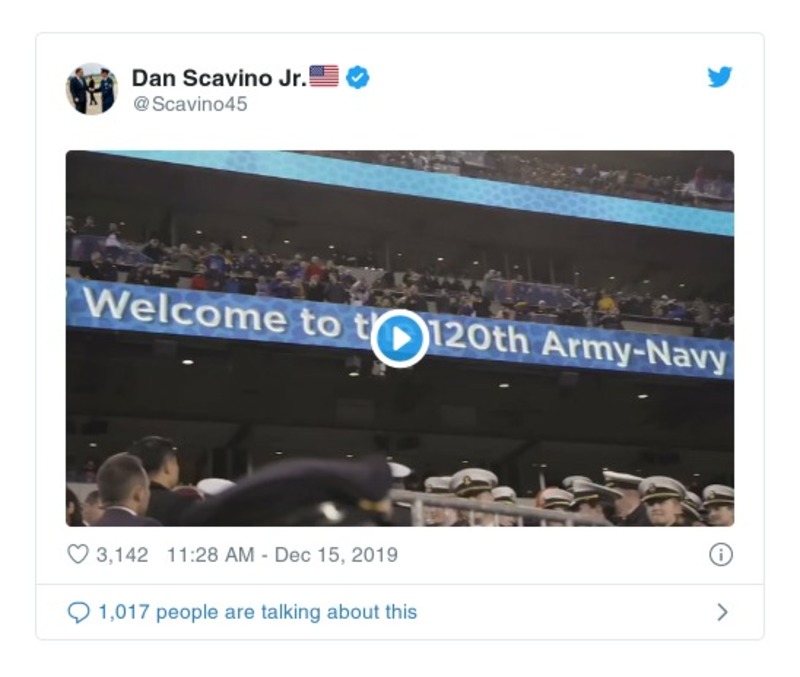 Dan Scavino Jr.
@Scavino45
Welcome to th 120th Army-Navy
3,142 11:28 AM - Dec 15, 2019
1,017 people are talking about this